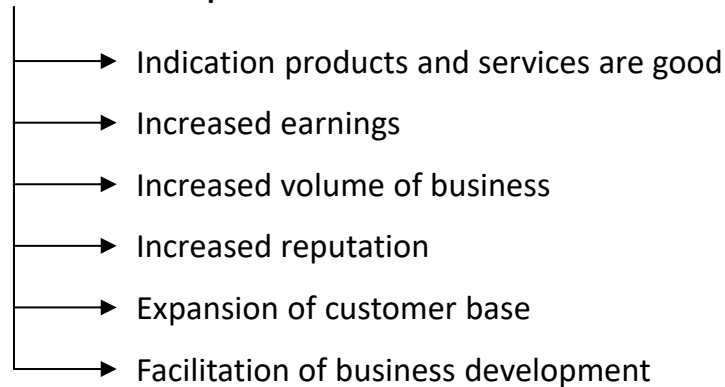 Indication products and services are good
Increased earnings
Increased volume of business
Increased reputation
Expansion of customer base
Facilitation of business development